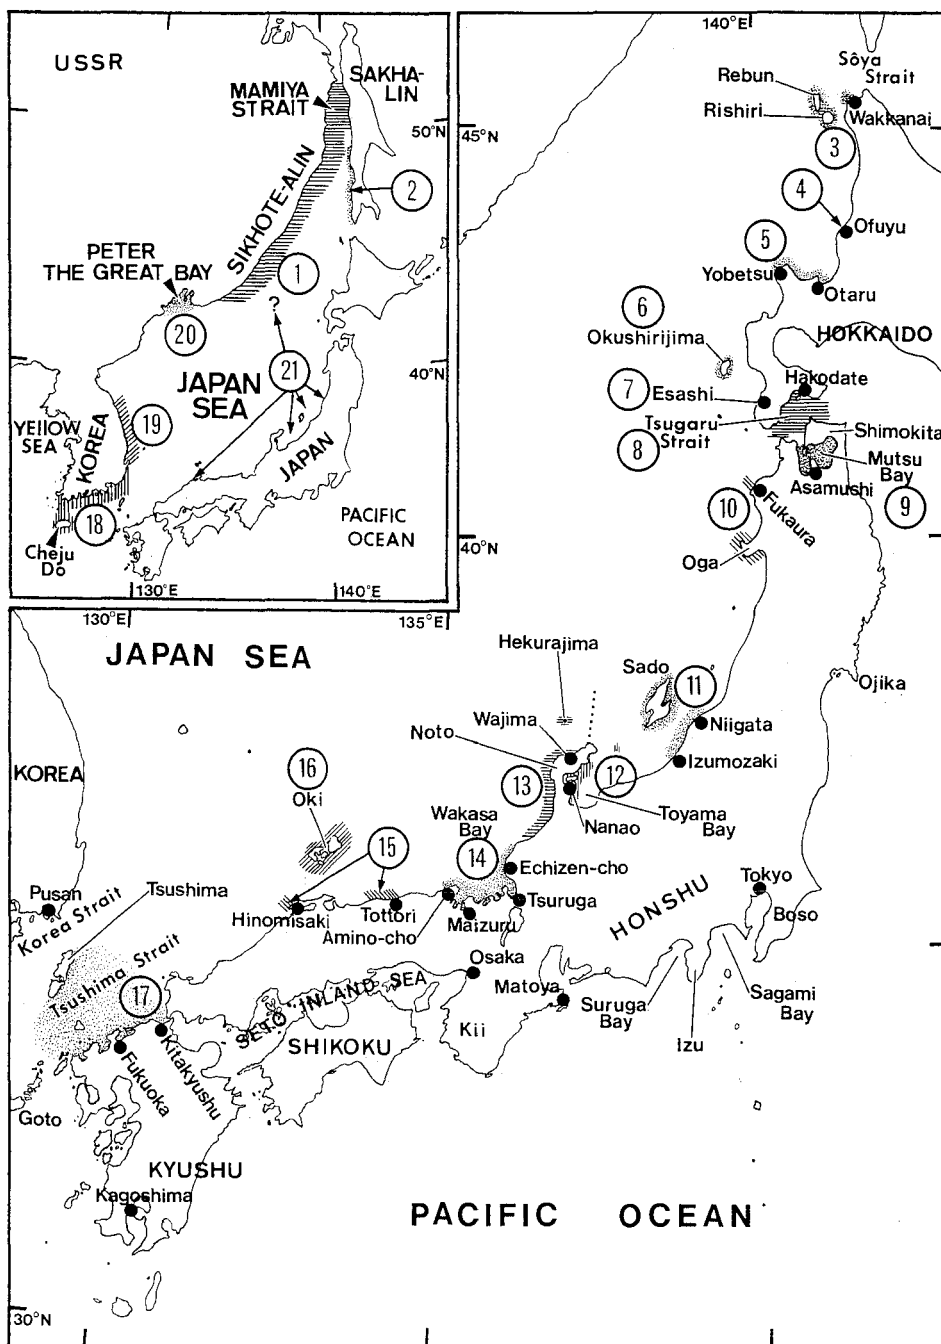 USSR
SAKHA-
LIN
MAMIYA
STRAIT
50°N
2
SIKHOTE-ALIN
PETER
THE GREAT BAY
1
20
?
40°N
21
JAPAN
SEA
19
YELLOW
SEA
KOREA
JAPAN
18
PACIFIC
OCEAN
Cheju
Dō
130°E
140°E
140°E
Sôya
Strait
Rebun
Rishiri
Wakkanai
45°N
3
4
Ofuyu
5
Yobetsu
Otaru
6
Okushirijima
HOKKAIDO
Hakodate
7
Esashi
Tsugaru
Strait
Shimokita
8
Mutsu
Bay
Asamushi
10
Fukaura
9
40°N
Oga
130°E
135°E
JAPAN SEA
Hekurajima
Sado
11
Ojika
Wajima
Niigata
Noto
KOREA
16
Oki
13
12
Izumozaki
Wakasa
Bay
Nanao
Toyama
Bay
15
14
Echizen-cho
Pusan
Tsushima
Korea Strait
Hinomisaki
Tottori
Amino-cho
Maizuru
Tsuruga
HONSHU
Tokyo
Boso
Tsushima Strait
17
Osaka
SETO INLAND SEA
Matoya
Suruga
Bay
Sagami
Bay
Kii
Izu
SHIKOKU
Kitakyushu
Fukuoka
Goto
KYUSHU
Kagoshima
PACIFIC OCEAN
30°N